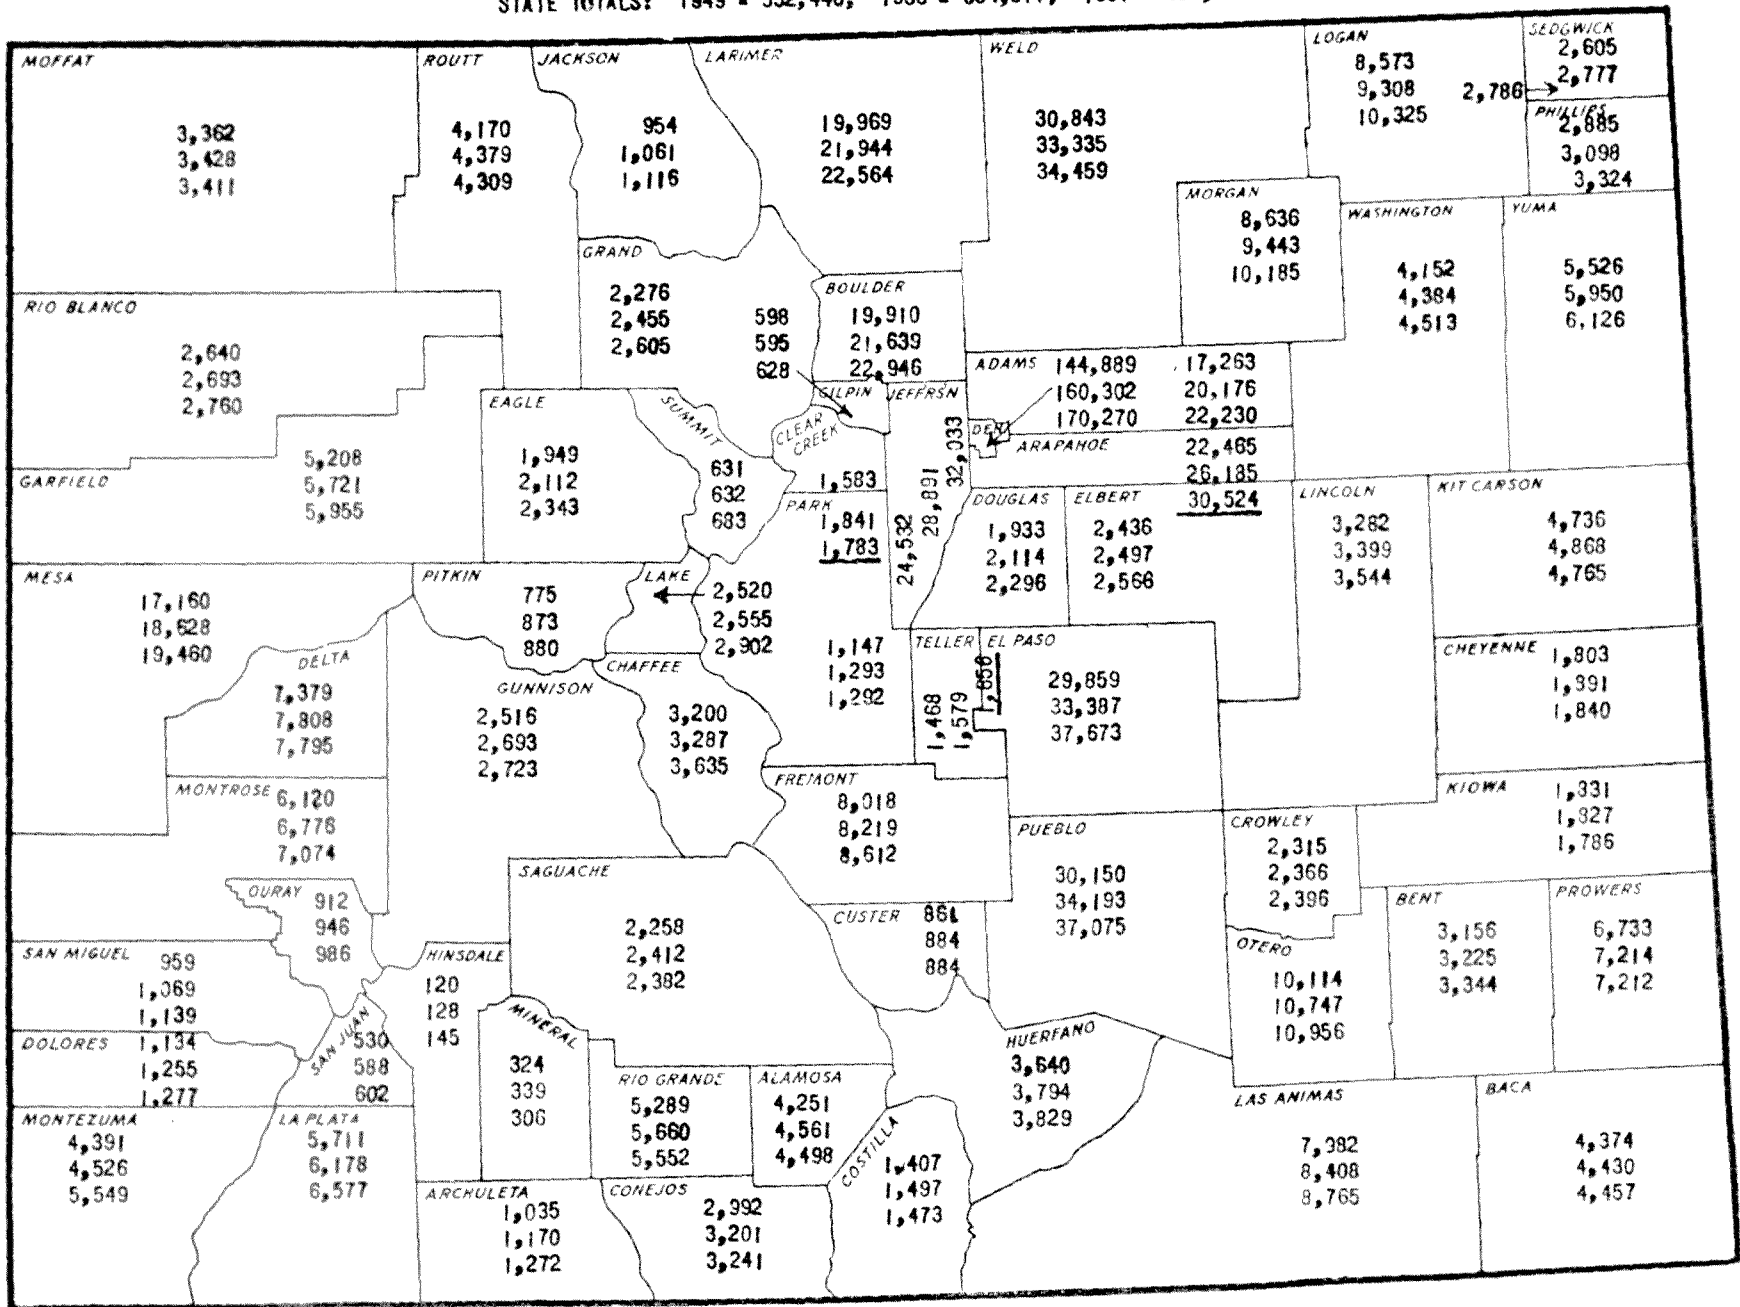 STATE TOTALS: 1949
MOFFAT
3,362
3,428
3,411
ROUTT
4,170
4,379
4,309
JACKSON
954
1,061
1,116
LARIMER
19,969
21,944
22,564
WELD
30,843
33,335
34,459
LOGAN
8,573
9,308
10,325
SEDGWICK
2,605
2,777
2,786
PHILLIPS
2,885
3,098
3,324
MORGAN
8,636
9,443
10,185
WASHINGTON
4,152
4,384
4,513
YUMA
5,526
5,950
6,126
RIO BLANCO
2,640
2,693
2,760
GRAND
2,276
2,455
2,605
598
595
628
GILPIN
BOULDER
19,910
21,639
22,946
ADAMS
17,263
20,176
22,230
144,889
160,302
170,270
DEN
ARAPAHOE
22,465
26,185
30,524
GARFIELD
5,208
5,721
5,955
EAGLE
1,949
2,112
2,343
SUMMIT
631
632
683
CLEAR CREEK
1,583
1,841
1,783
JEFFRSN
24,532
28,891
32,033
PARK
1,147
1,293
1,292
DOUGLAS
1,933
2,114
2,296
ELBERT
2,436
2,497
2,566
LINCOLN
3,282
3,399
3,544
KIT CARSON
4,736
4,868
4,765
MESA
17,160
18,628
19,460
DELTA
7,379
7,808
7,795
PITKIN
775
873
880
LAKE
2,520
2,555
2,902
GUNNISON
2,516
2,693
2,723
CHAFFEE
3,200
3,287
3,635
TELLER
1,468
1,579
EL PASO
29,859
33,387
37,673
CHEYENNE
1,803
1,840
MONTROSE
6,120
6,776
7,074
FREMONT
8,018
8,219
8,612
PUEBLO
30,150
34,193
37,075
CROWLEY
2,315
2,366
2,396
KIOWA
1,786
OURAY
912
946
986
SAGUACHE
2,258
2,412
2,382
CUSTER
861
884
884
BENT
3,156
3,225
3,344
PROWERS
6,733
7,214
7,212
SAN MIGUEL
959
1,069
1,139
HINSDALE
120
128
145
OTERO
10,114
10,747
10,956
DOLORES
1,134
1,255
1,277
SAN JUAN
530
588
602
MINERAL
324
339
306
RIO GRANDE
5,289
5,660
5,552
ALAMOSA
4,251
4,561
4,498
HUERFANO
3,640
3,794
3,829
LAS ANIMAS
8,408
8,765
BACA
4,374
4,430
4,457
MONTEZUMA
4,391
4,526
5,549
LA PLATA
5,711
6,178
6,577
ARCHULETA
1,035
1,170
1,272
CONEJOS
2,992
3,201
3,241
COSTILLA
1,407
1,497
1,473